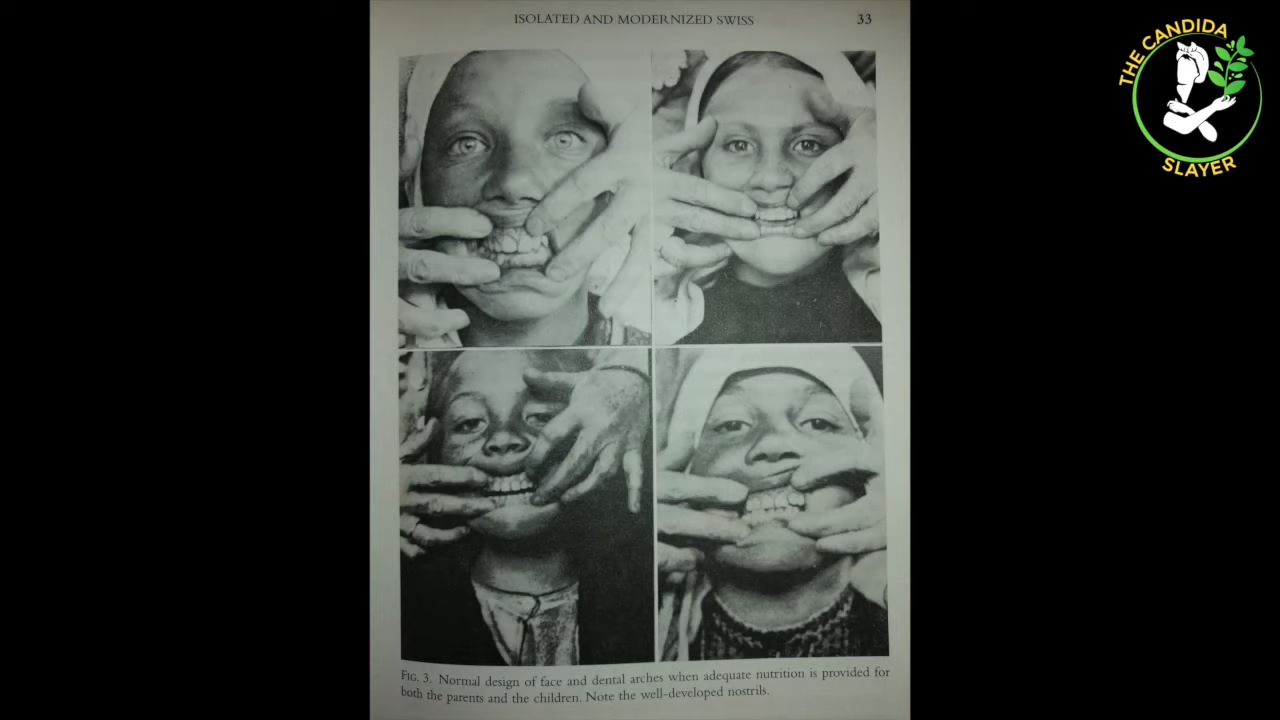 ISOLATED AND MODERNIZED SWISS 33
THE CANDIDA
SLAYER
FIG. 3. Normal design of face and dental arches when adequate nutrition is provided for
both the parents and the children. Note the well-developed nostrils.